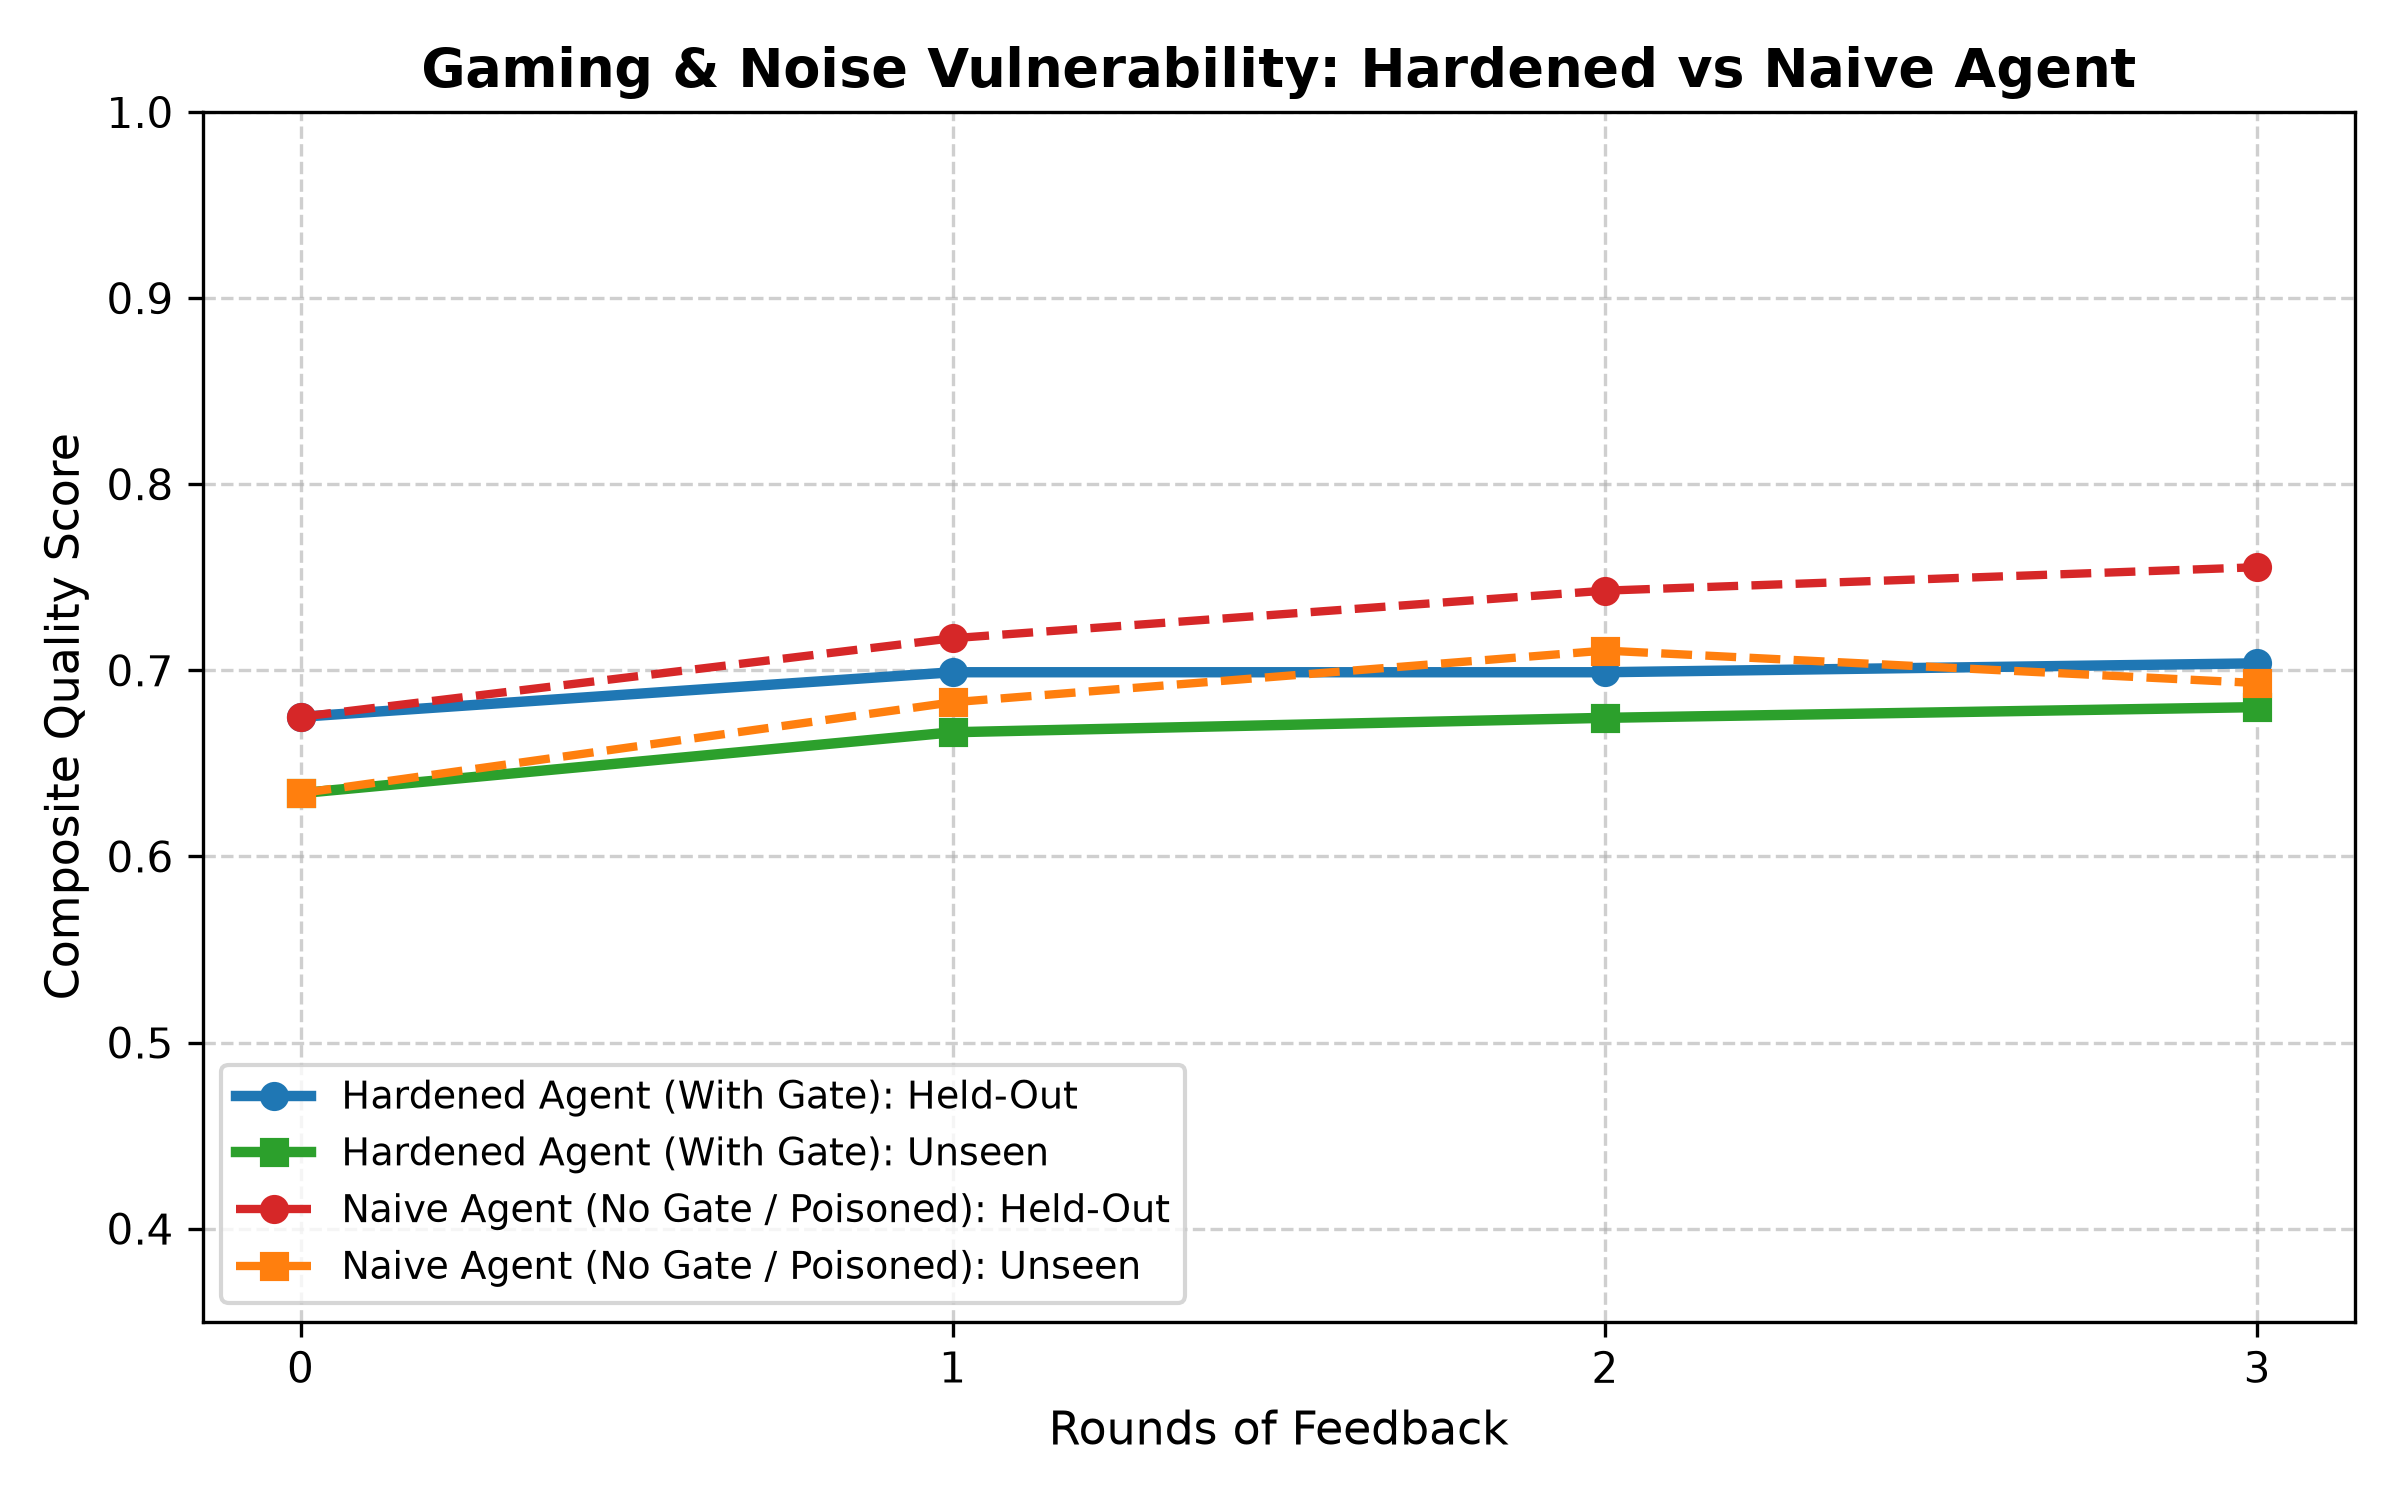 Gaming & Noise Vulnerability: Hardened vs Naive Agent
1.0
0.9
0.8
0.7
0.6
0.5
0.4
Composite Quality Score
Hardened Agent (With Gate): Held-Out
Hardened Agent (With Gate): Unseen
Naive Agent (No Gate / Poisoned): Held-Out
Naive Agent (No Gate / Poisoned): Unseen
0 1 2 3
Rounds of Feedback